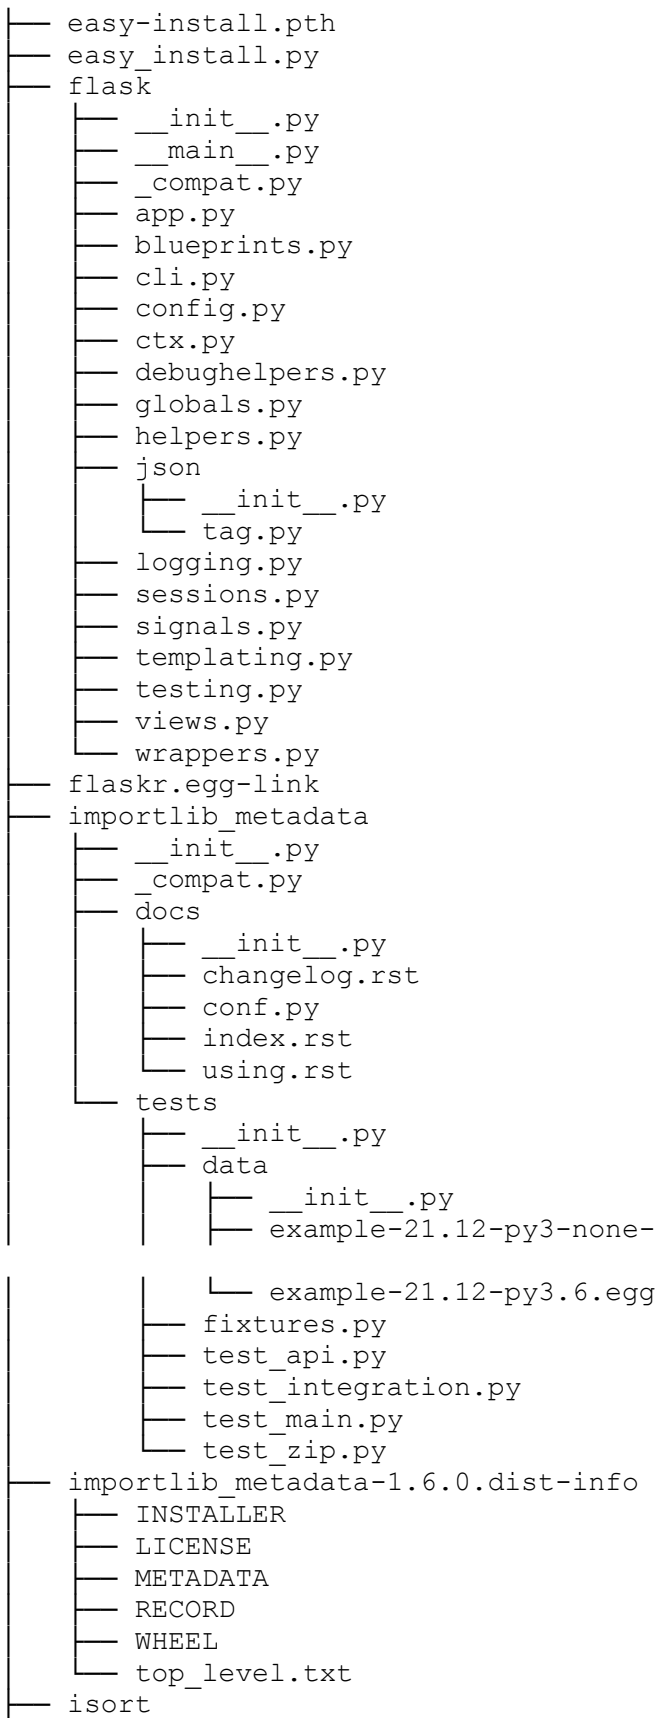 ├── easy-install.pth
├── easy_install.py
├── flask
│   ├── __init__.py
│   ├── __main__.py
│   ├── _compat.py
│   ├── app.py
│   ├── blueprints.py
│   ├── cli.py
│   ├── config.py
│   ├── ctx.py
│   ├── debughelpers.py
│   ├── globals.py
│   ├── helpers.py
│   ├── json
│   │   ├── __init__.py
│   │   └── tag.py
│   ├── logging.py
│   ├── sessions.py
│   ├── signals.py
│   ├── templating.py
│   ├── testing.py
│   ├── views.py
│   └── wrappers.py
├── flaskr.egg-link
├── importlib_metadata
│   ├── __init__.py
│   ├── _compat.py
│   ├── docs
│   │   ├── __init__.py
│   │   ├── changelog.rst
│   │   ├── conf.py
│   │   ├── index.rst
│   │   └── using.rst
│   └── tests
│       ├── __init__.py
│       ├── data
│       │   ├── __init__.py
│       │   ├── example-21.12-py3-none-
│       │   └── example-21.12-py3.6.egg
│       ├── fixtures.py
│       ├── test_api.py
│       ├── test_integration.py
│       ├── test_main.py
│       └── test_zip.py
├── importlib_metadata-1.6.0.dist-info
│   ├── INSTALLER
│   ├── LICENSE
│   ├── METADATA
│   ├── RECORD
│   ├── WHEEL
│   └── top_level.txt
├── isort